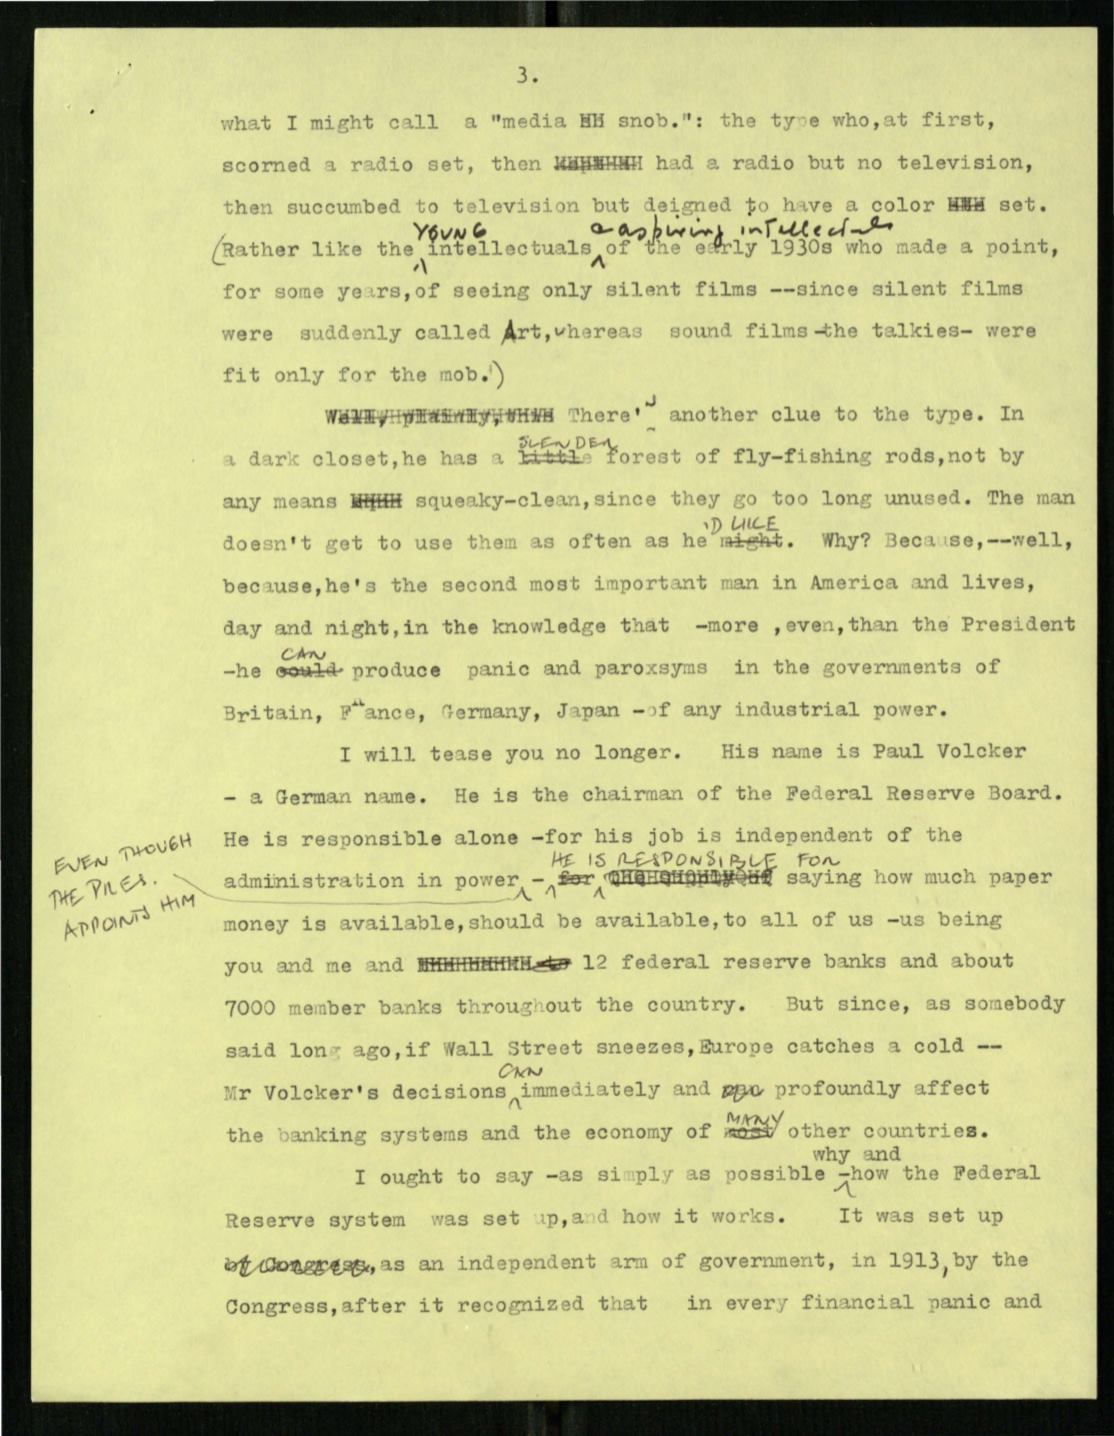 3.
what I might call a "media snob.": the type who,at first,
scorned a radio set, then had a radio but no television,
then succumbed to television but deigned to have a color set.
YOUNG & aspiring intellectuals
(Rather like the intellectuals of the early 1930s who made a point,
for some years,of seeing only silent films --since silent films
were suddenly called Art,whereas sound films -the talkies- were
fit only for the mob.)
Well, plainly, this There's another clue to the type. In
SLENDER
a dark closet,he has a little forest of fly-fishing rods,not by
any means squeaky-clean,since they go too long unused. The man
'D LIKE
doesn't get to use them as often as he might. Why? Because,--well,
because,he's the second most important man in America and lives,
day and night,in the knowledge that -more ,even,than the President
CAN
-he could produce panic and paroxsyms in the governments of
Britain, France, Germany, Japan -of any industrial power.
I will tease you no longer. His name is Paul Volcker
- a German name. He is the chairman of the Federal Reserve Board.
He is responsible alone -for his job is independent of the
EVEN THOUGH
THE PRES.
APPOINTS HIM
HE IS RESPONSIBLE FOR
administration in power - for saying how much paper
money is available,should be available,to all of us -us being
you and me and to 12 federal reserve banks and about
7000 member banks throughout the country. But since, as somebody
said long ago,if Wall Street sneezes,Europe catches a cold --
CAN
Mr Volcker's decisions immediately and can profoundly affect
MANY
the banking systems and the economy of most other countries.
why and
I ought to say -as simply as possible -how the Federal
Reserve system was set up,and how it works. It was set up
by Congress,as an independent arm of government, in 1913,by the
Congress,after it recognized that in every financial panic and